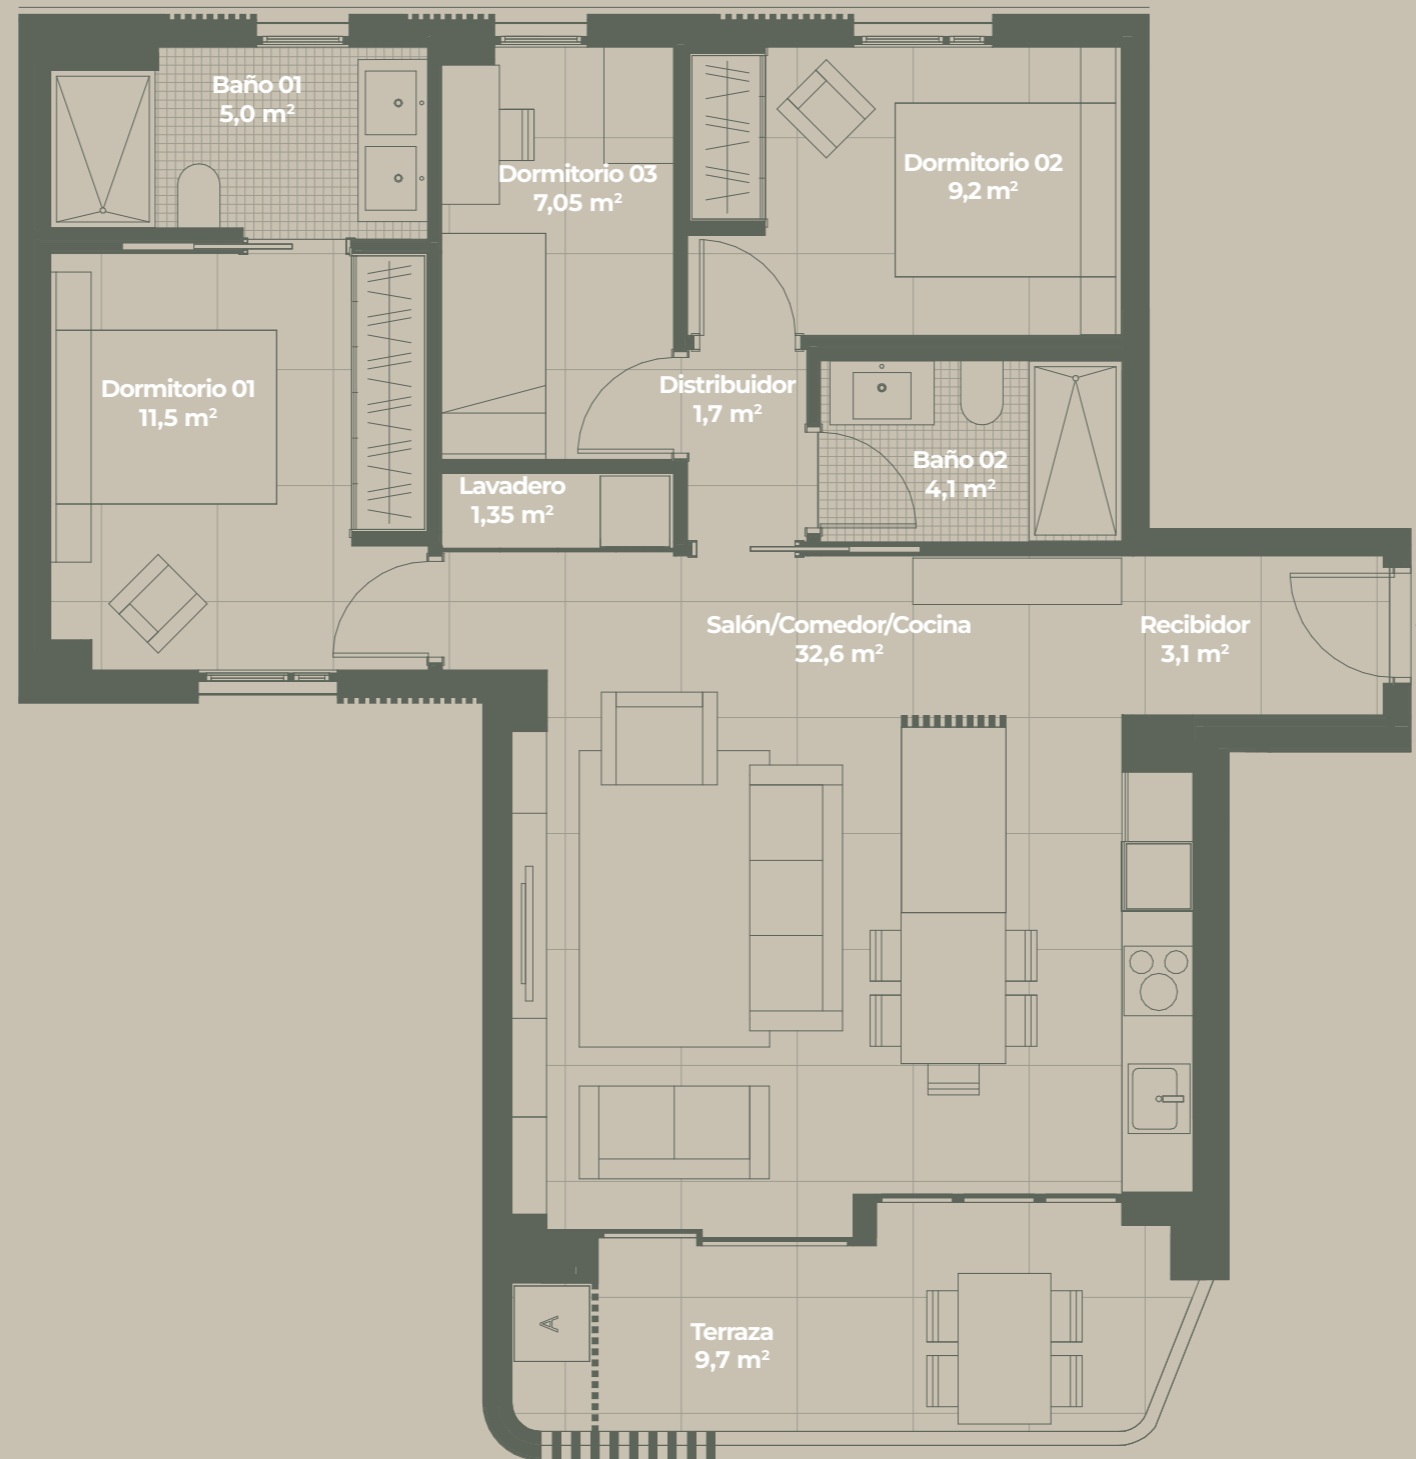 Baño 01
5,0 m²
Dormitorio 03
7,05 m²
Dormitorio 02
9,2 m²
Dormitorio 01
11,5 m²
Distribuidor
1,7 m²
Baño 02
4,1 m²
Lavadero
1,35 m²
Salón/Comedor/Cocina
32,6 m²
Recibidor
3,1 m²
Terraza
9,7 m²
A